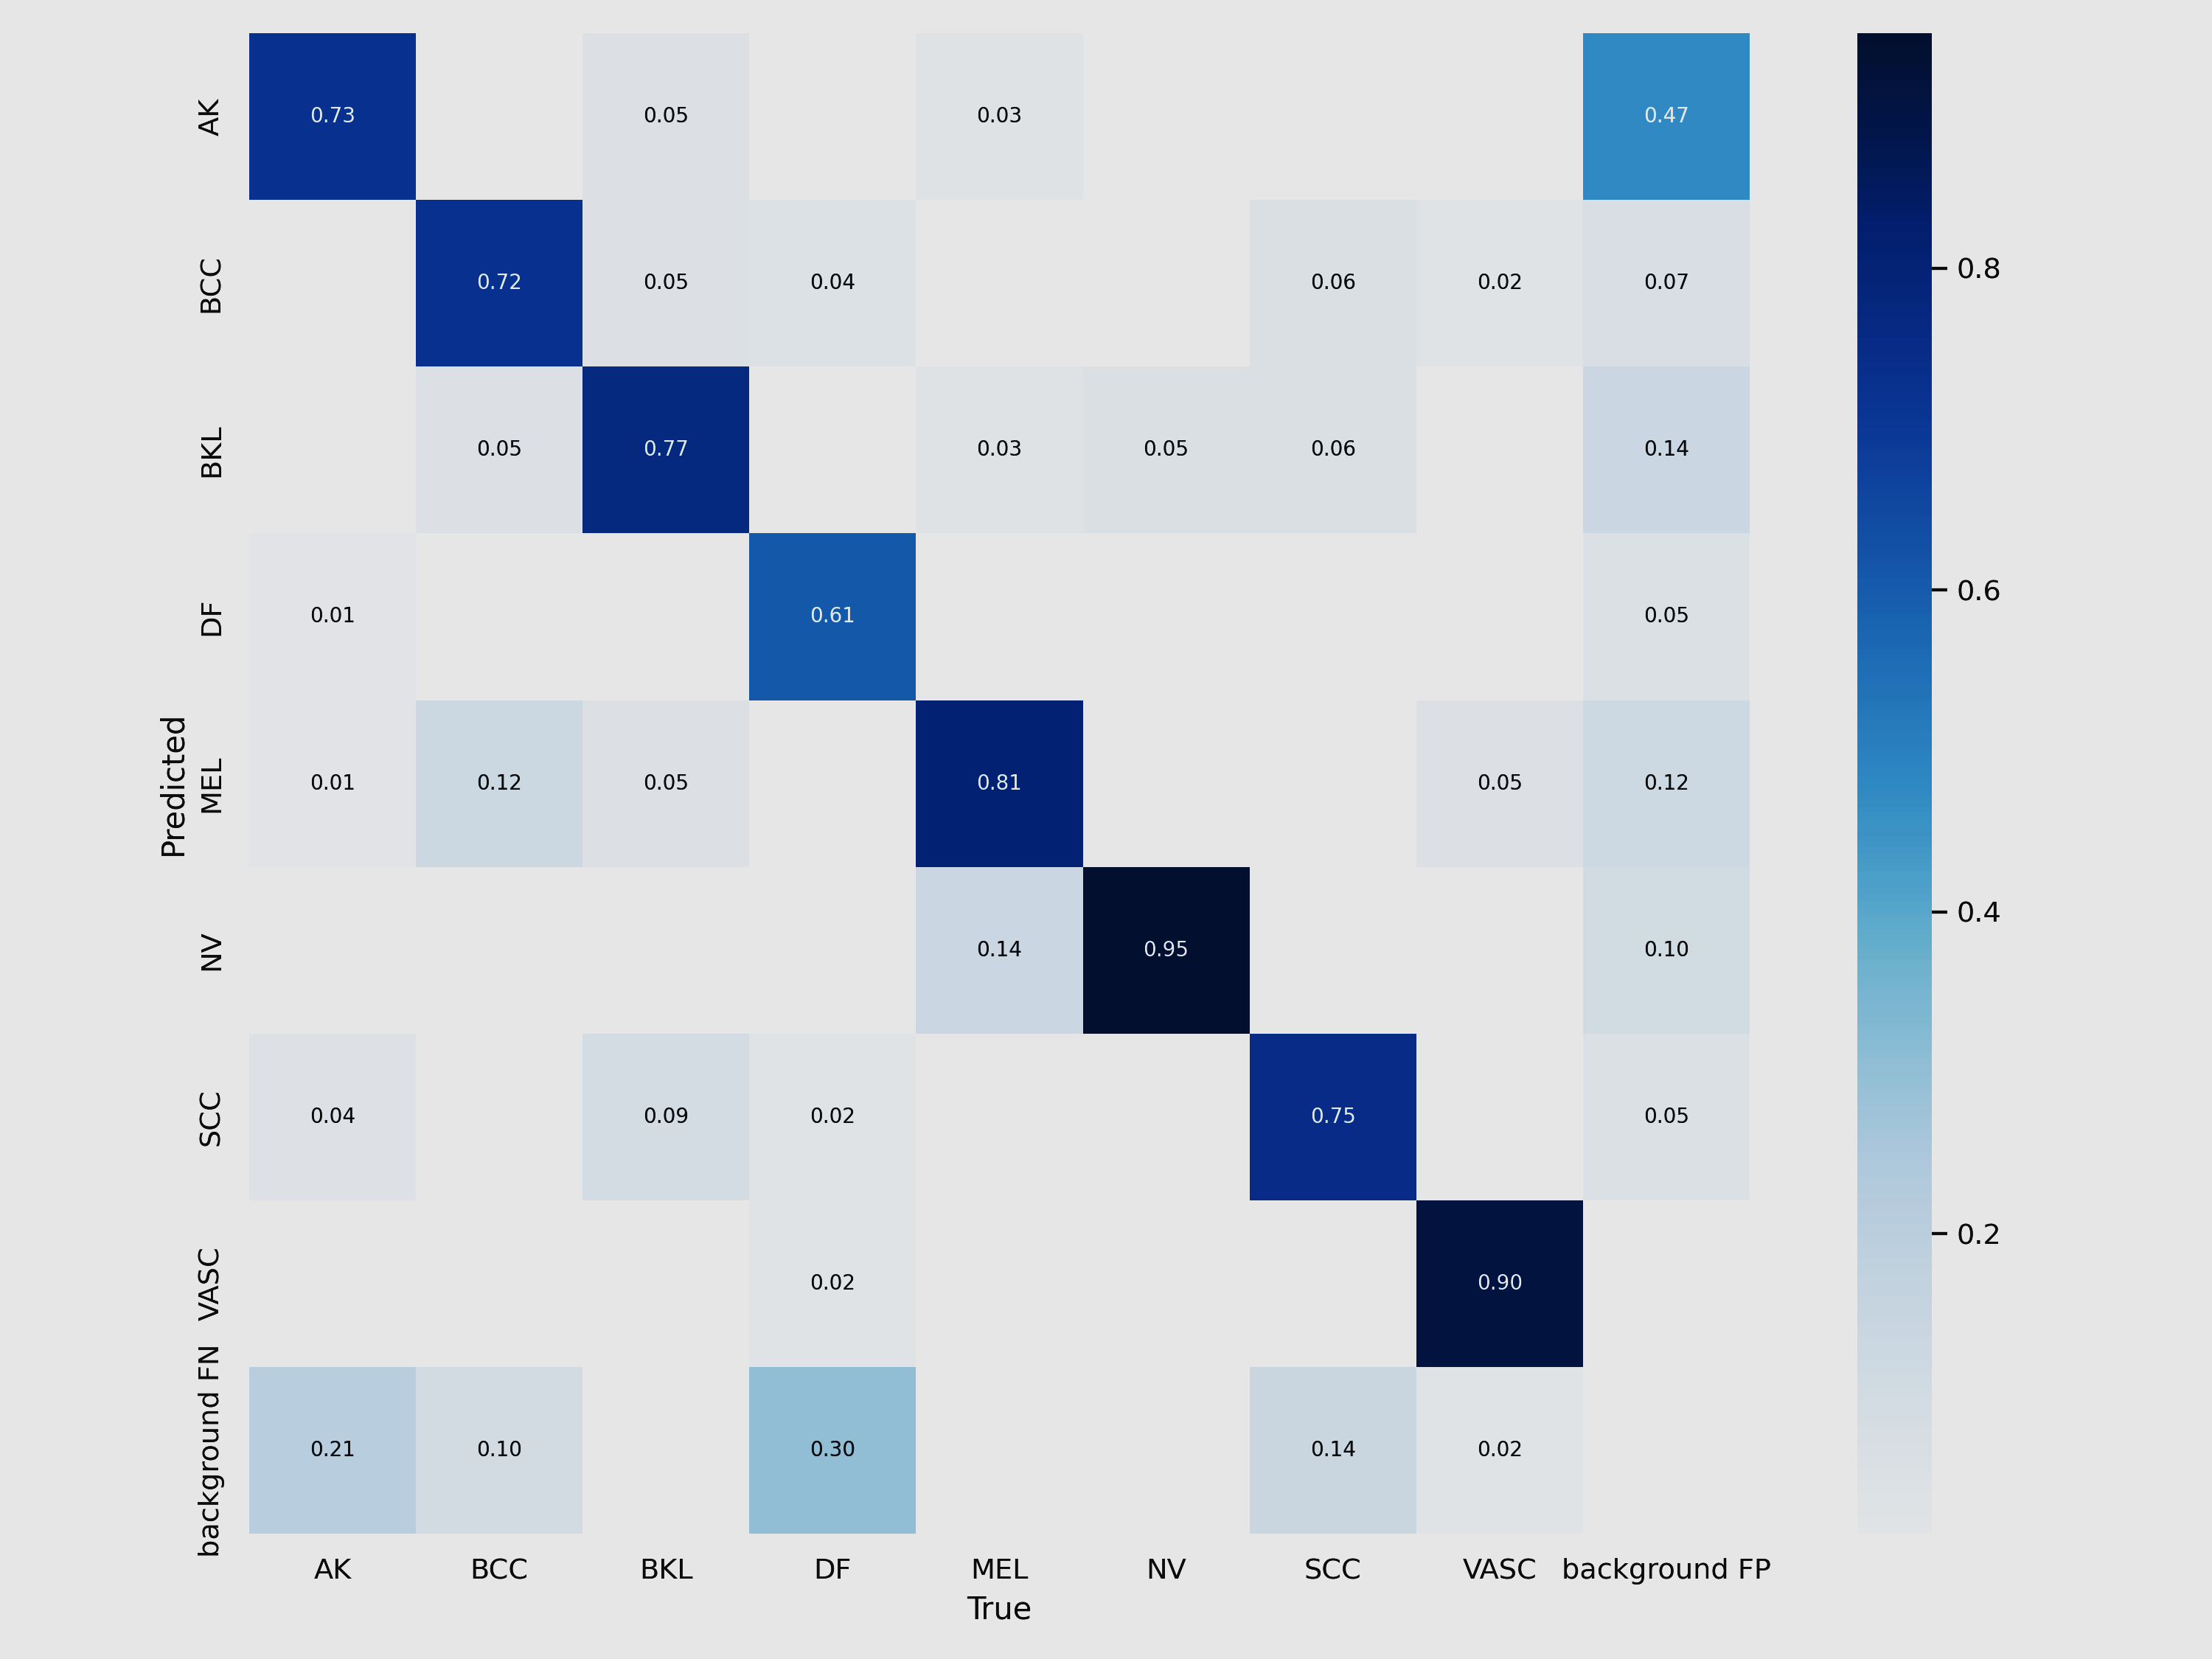 AK 0.73 0.05 0.03 0.47
BCC 0.72 0.05 0.04 0.06 0.02 0.07
0.8
BKL 0.05 0.77 0.03 0.05 0.06 0.14
DF 0.01 0.61 0.05
0.6
Predicted
MEL 0.01 0.12 0.05 0.81 0.05 0.12
0.4
NV 0.14 0.95 0.10
SCC 0.04 0.09 0.02 0.75 0.05
0.2
VASC 0.02 0.90
background FN 0.21 0.10 0.30 0.14 0.02
AK BCC BKL DF MEL NV SCC VASC background FP
True